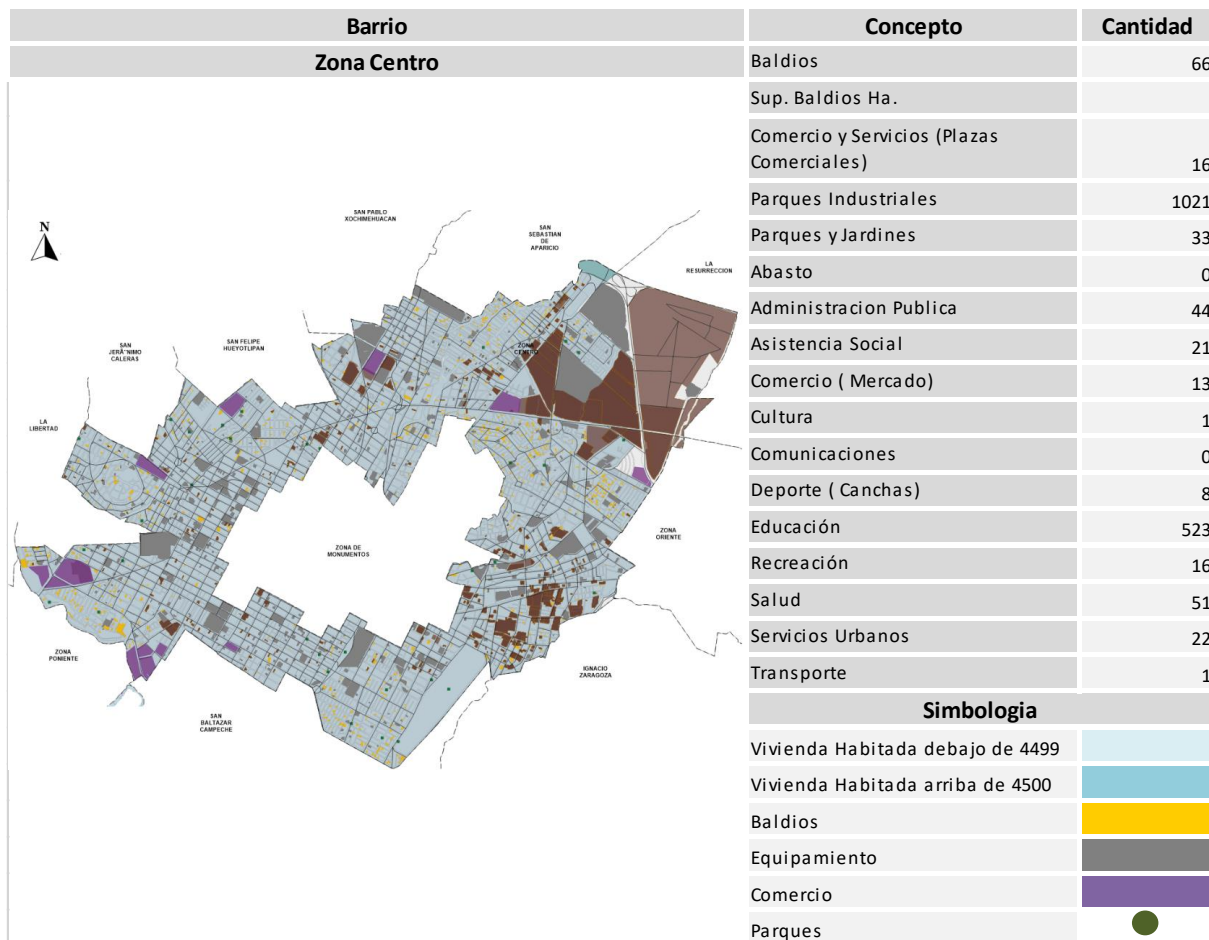 Barrio
Zona Centro
N
SAN PABLO
XOCHIMEHUACAN
SAN
SEBASTIAN
DE
APARICIO
LA
RESURRECCION
SAN
JERÃ“NIMO
CALERAS
SAN FELIPE
HUEYOTLIPAN
ZONA
CENTRO
LA
LIBERTAD
ZONA DE
MONUMENTOS
ZONA
ORIENTE
ZONA
PONIENTE
IGNACIO
ZARAGOZA
SAN
BALTAZAR
CAMPECHE
Concepto Cantidad
Baldios 66
Sup. Baldios Ha.
Comercio y Servicios (Plazas
Comerciales) 16
Parques Industriales 1021
Parques y Jardines 33
Abasto 0
Administracion Publica 44
Asistencia Social 21
Comercio ( Mercado) 13
Cultura 1
Comunicaciones 0
Deporte ( Canchas) 8
Educación 523
Recreación 16
Salud 51
Servicios Urbanos 22
Transporte 1
Simbologia
Vivienda Habitada debajo de 4499
Vivienda Habitada arriba de 4500
Baldios
Equipamiento
Comercio
Parques